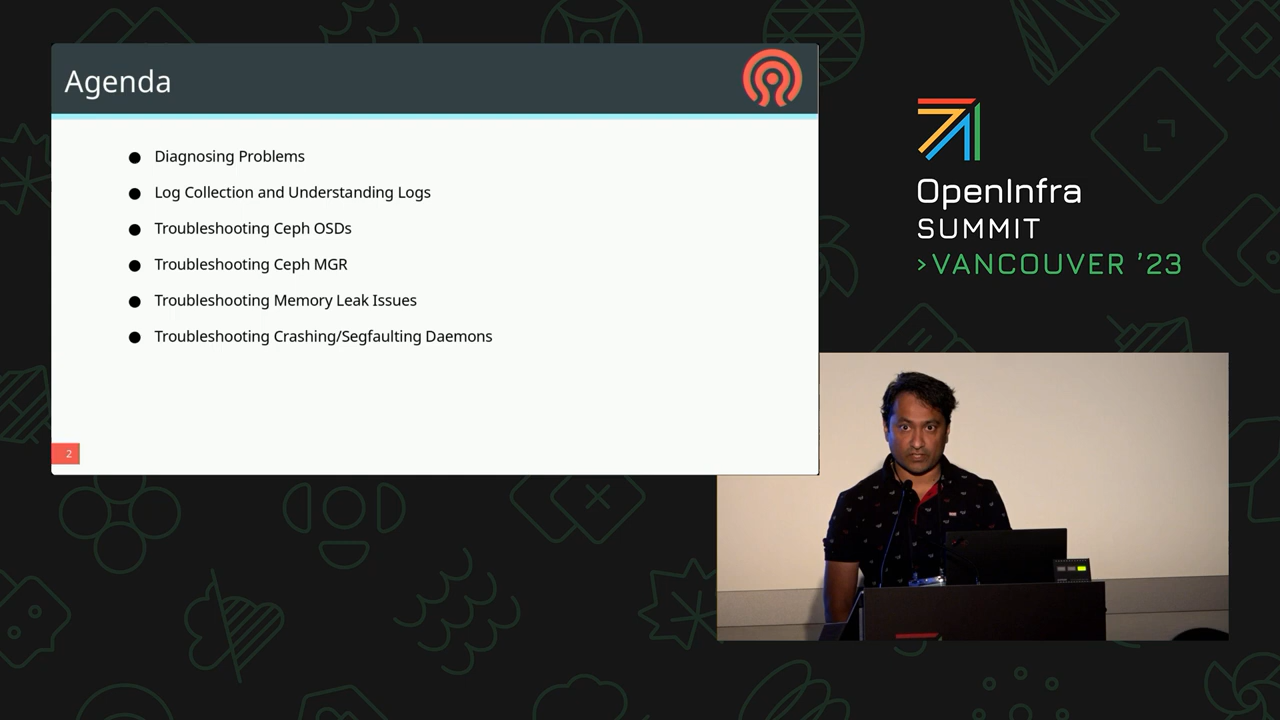 Agenda
● Diagnosing Problems
● Log Collection and Understanding Logs
● Troubleshooting Ceph OSDs
● Troubleshooting Ceph MGR
● Troubleshooting Memory Leak Issues
● Troubleshooting Crashing/Segfaulting Daemons
2
OpenInfra
SUMMIT
>VANCOUVER ’23